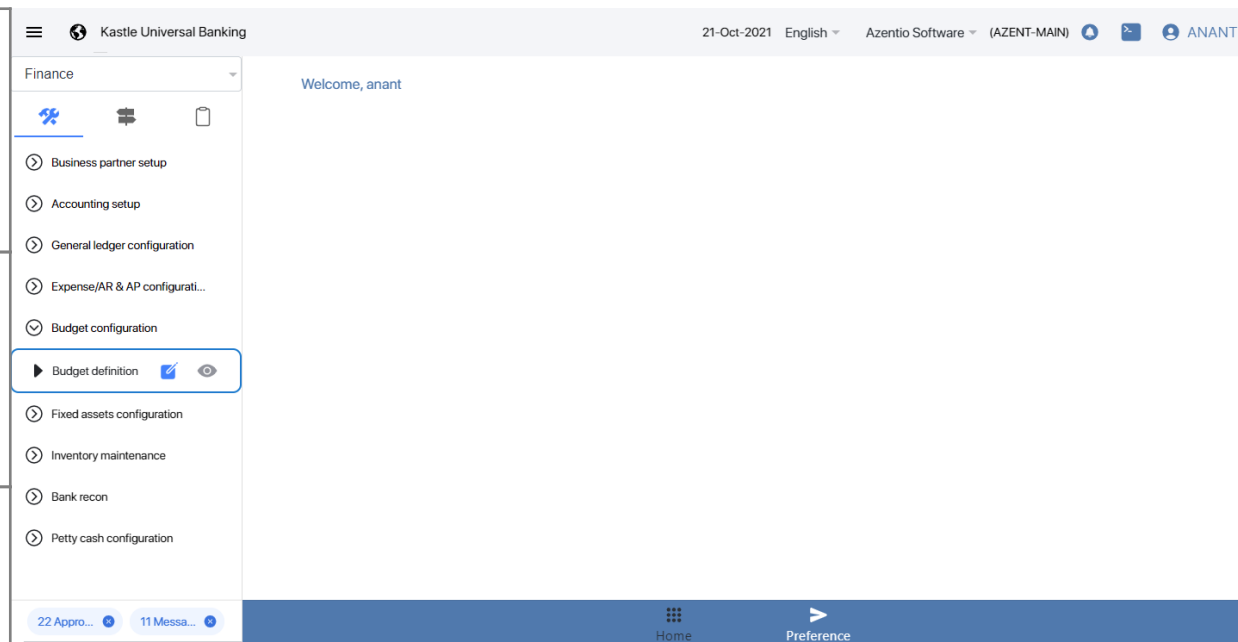 Kastle Universal Banking
21-Oct-2021 English Azentio Software (AZENT-MAIN) ANANT
Finance
Welcome, anant
Business partner setup
Accounting setup
General ledger configuration
Expense/AR & AP configurati...
Budget configuration
Budget definition
Fixed assets configuration
Inventory maintenance
Bank recon
Petty cash configuration
22 Appro... 11 Messa...
Home Preference